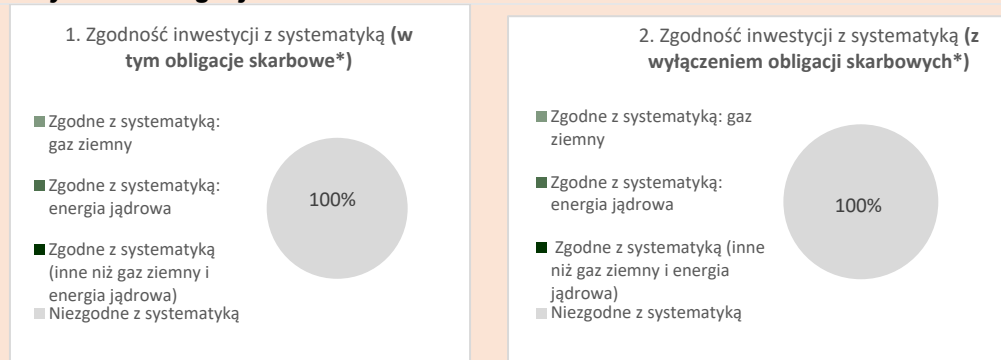 1. Zgodność inwestycji z systematyką (w
tym obligacje skarbowe*)
Zgodne z systematyką:
gaz ziemny
Zgodne z systematyką:
energia jądrowa
Zgodne z systematyką
(inne niż gaz ziemny i
energia jądrowa)
Niezgodne z systematyką
100%
2. Zgodność inwestycji z systematyką (z
wyłączeniem obligacji skarbowych*)
Zgodne z systematyką: gaz
ziemny
Zgodne z systematyką:
energia jądrowa
Zgodne z systematyką (inne
niż gaz ziemny i energia
jądrowa)
Niezgodne z systematyką
100%